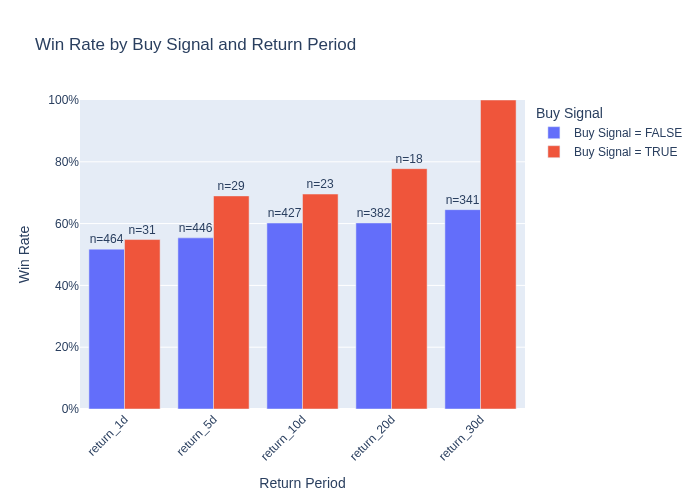 Win Rate by Buy Signal and Return Period
Buy Signal
Buy Signal = FALSE
Buy Signal = TRUE
Win Rate
100%
80%
60%
40%
20%
0%
n=464
n=31
n=446
n=29
n=427
n=23
n=382
n=18
n=341
return_1d
return_5d
return_10d
return_20d
return_30d
Return Period